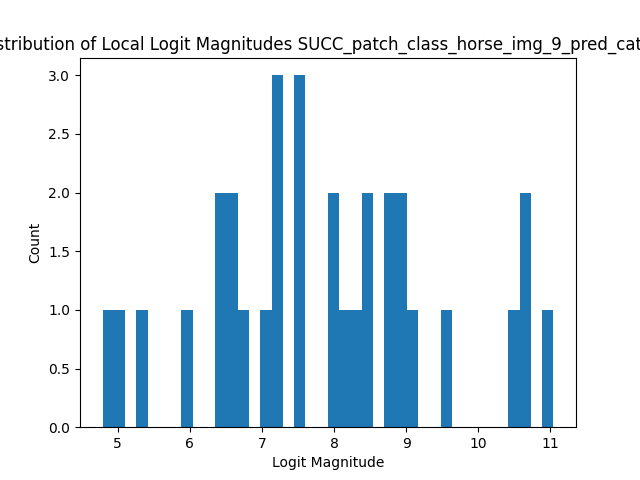 stribution of Local Logit Magnitudes SUCC_patch_class_horse_img_9_pred_cat
3.0
2.5
2.0
1.5
1.0
0.5
0.0
Count
5 6 7 8 9 10 11
Logit Magnitude